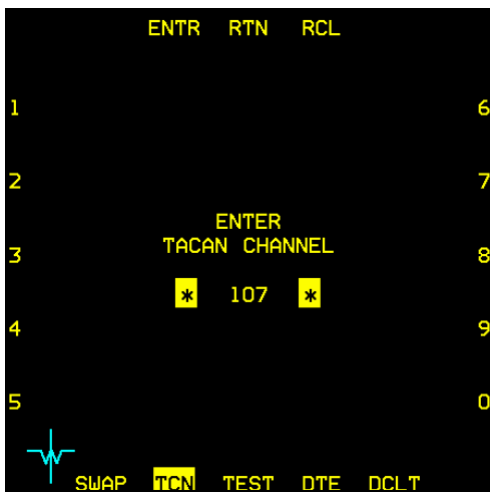 ENTR RTN RCL
1 6
2 7
ENTER
TACAN CHANNEL
3 8
* 107 *
4 9
5 0
SWAP TCN TEST DTE DCLT